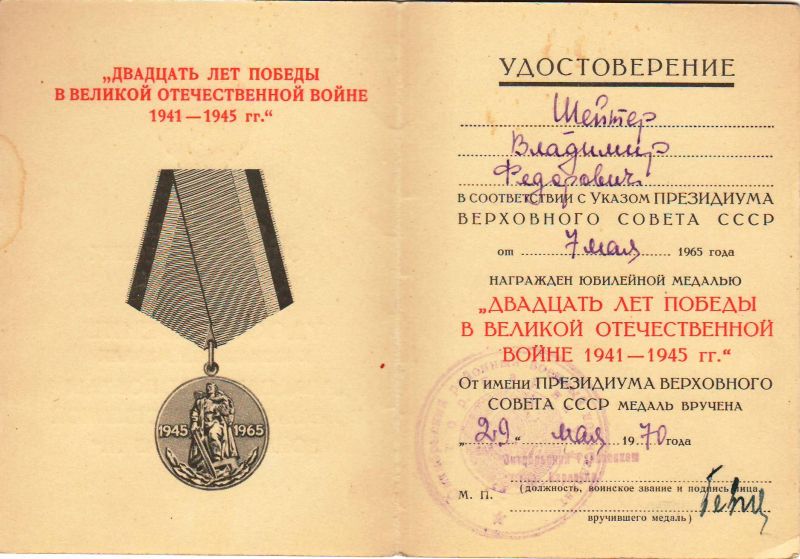 „ДВАДЦАТЬ ЛЕТ ПОБЕДЫ
В ВЕЛИКОЙ ОТЕЧЕСТВЕННОЙ ВОЙНЕ
1941—1945 гг.“
1945 1965
УДОСТОВЕРЕНИЕ
Шейтер
Владимир
Федорович
В СООТВЕТСТВИИ С УКАЗОМ ПРЕЗИДИУМА
ВЕРХОВНОГО СОВЕТА СССР
от 7 мая 1965 года
НАГРАЖДЕН ЮБИЛЕЙНОЙ МЕДАЛЬЮ
„ДВАДЦАТЬ ЛЕТ ПОБЕДЫ
В ВЕЛИКОЙ ОТЕЧЕСТВЕННОЙ
ВОЙНЕ 1941—1945 гг.“
От имени ПРЕЗИДИУМА ВЕРХОВНОГО
СОВЕТА СССР МЕДАЛЬ ВРУЧЕНА
„29“ мая 1970 года
М. П. (должность, воинское звание и подпись лица,
вручившего медаль)